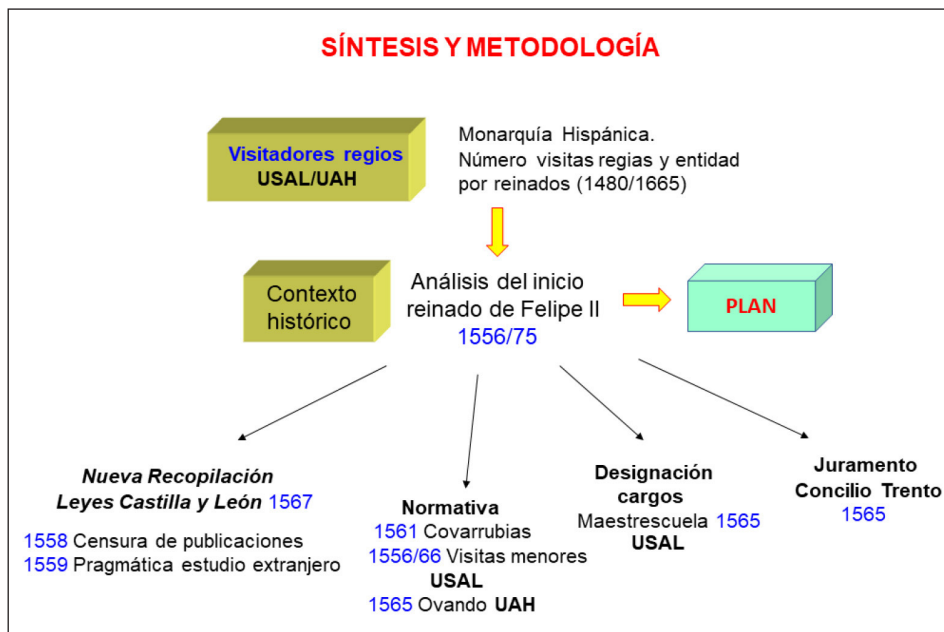 SÍNTESIS Y METODOLOGÍA
Visitadores regios
USAL/UAH
Monarquía Hispánica.
Número visitas regias y entidad
por reinados (1480/1665)
Contexto
histórico
Análisis del inicio
reinado de Felipe II
1556/75
PLAN
Nueva Recopilación
Leyes Castilla y León 1567
1558 Censura de publicaciones
1559 Pragmática estudio extranjero
Normativa
1561 Covarrubias
1556/66 Visitas menores
USAL
1565 Ovando UAH
Designación
cargos
Maestrescuela 1565
USAL
Juramento
Concilio Trento
1565